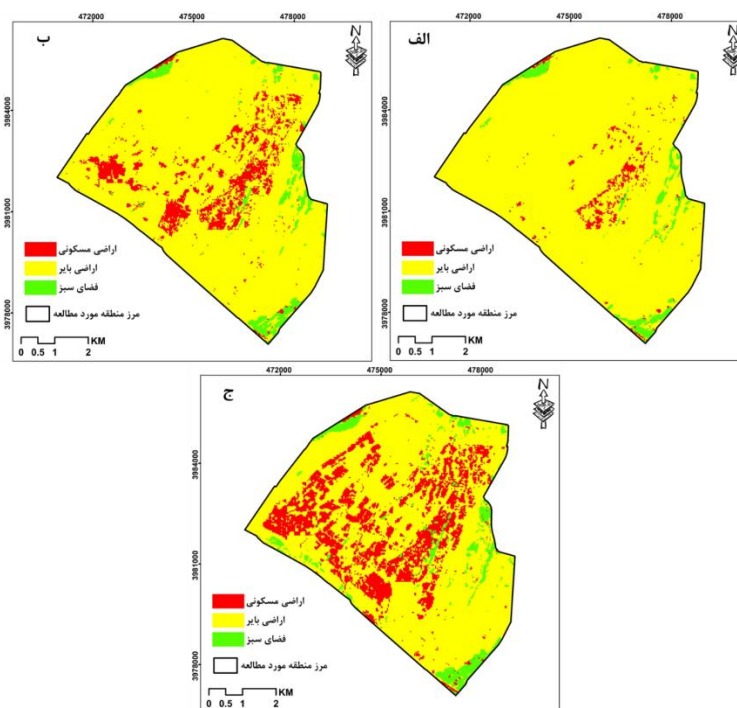 472000 475000 478000
ب
N
3984000
3981000
3978000
اراضی مسکونی
اراضی بایر
فضای سبز
مرز منطقه مورد مطالعه
KM
0 0.5 1 2
472000 475000 478000
الف
N
3984000
3981000
3978000
اراضی مسکونی
اراضی بایر
فضای سبز
مرز منطقه مورد مطالعه
KM
0 0.5 1 2
472000 475000 478000
ج
N
3984000
3981000
3978000
اراضی مسکونی
اراضی بایر
فضای سبز
مرز منطقه مورد مطالعه
KM
0 0.5 1 2